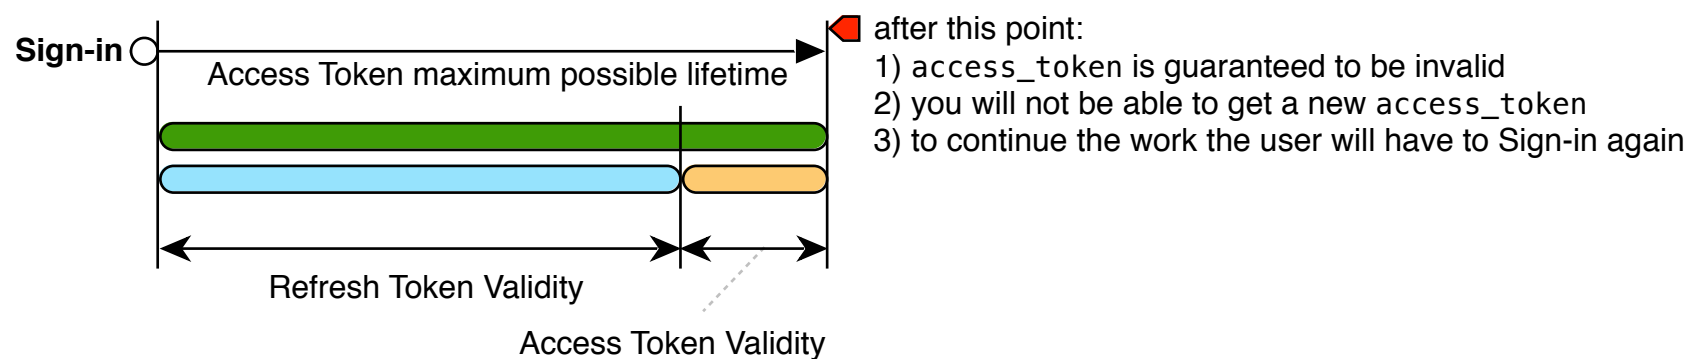 Sign-in
Access Token maximum possible lifetime
after this point:
1) access_token is guaranteed to be invalid
2) you will not be able to get a new access_token
3) to continue the work the user will have to Sign-in again
Refresh Token Validity
Access Token Validity